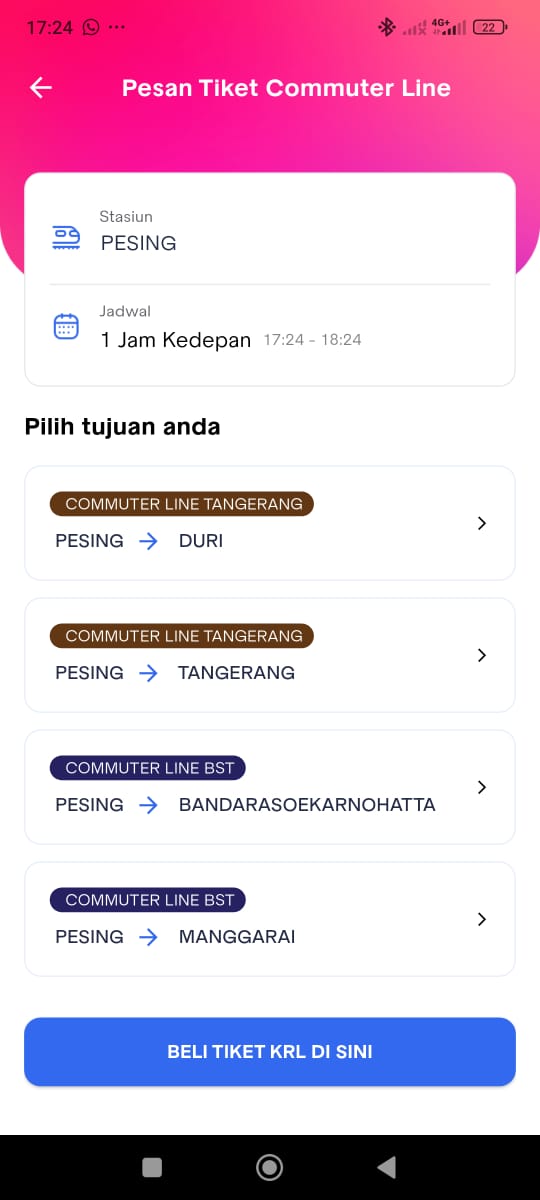 17:24
4G+
22
Pesan Tiket Commuter Line
Stasiun
PESING
Jadwal
1 Jam Kedepan 17:24 - 18:24
Pilih tujuan anda
COMMUTER LINE TANGERANG
PESING → DURI
COMMUTER LINE TANGERANG
PESING → TANGERANG
COMMUTER LINE BST
PESING → BANDARASOEKARNOHATTA
COMMUTER LINE BST
PESING → MANGGARAI
BELI TIKET KRL DI SINI